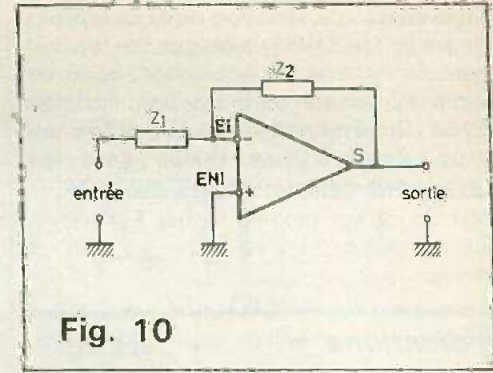 Z2
Z1
EI
−
S
ENI
+
entrée
sortie
Fig. 10